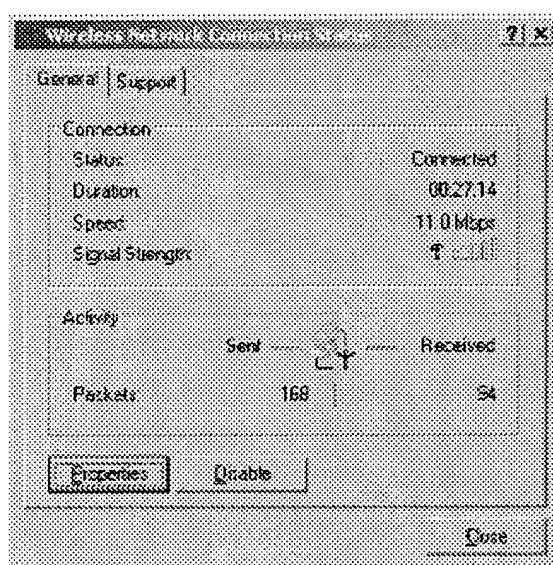 Wireless Network Connection Status
General Support
Connection
Status: Connected
Duration: 00:27:14
Speed: 11.0 Mbps
Signal Strength:
Activity
Sent Received
Packets: 168 94
Properties Disable
Close